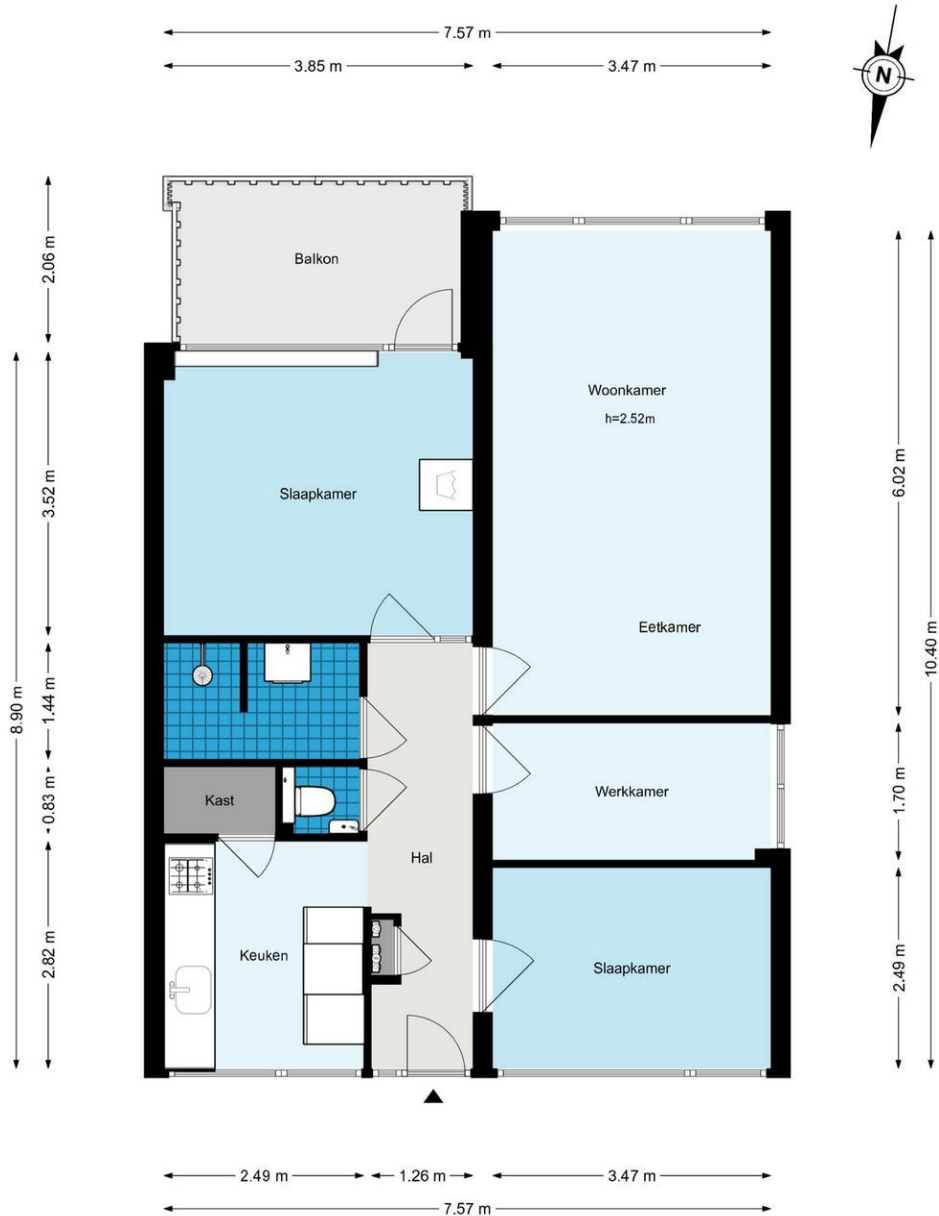 7.57 m
3.85 m
3.47 m
N
2.06 m
Balkon
Woonkamer
h=2.52m
6.02 m
3.52 m
Slaapkamer
10.40 m
Eetkamer
8.90 m
1.44 m
0.83 m
Kast
Werkkamer
1.70 m
Hal
2.82 m
Keuken
Slaapkamer
2.49 m
2.49 m
1.26 m
3.47 m
7.57 m